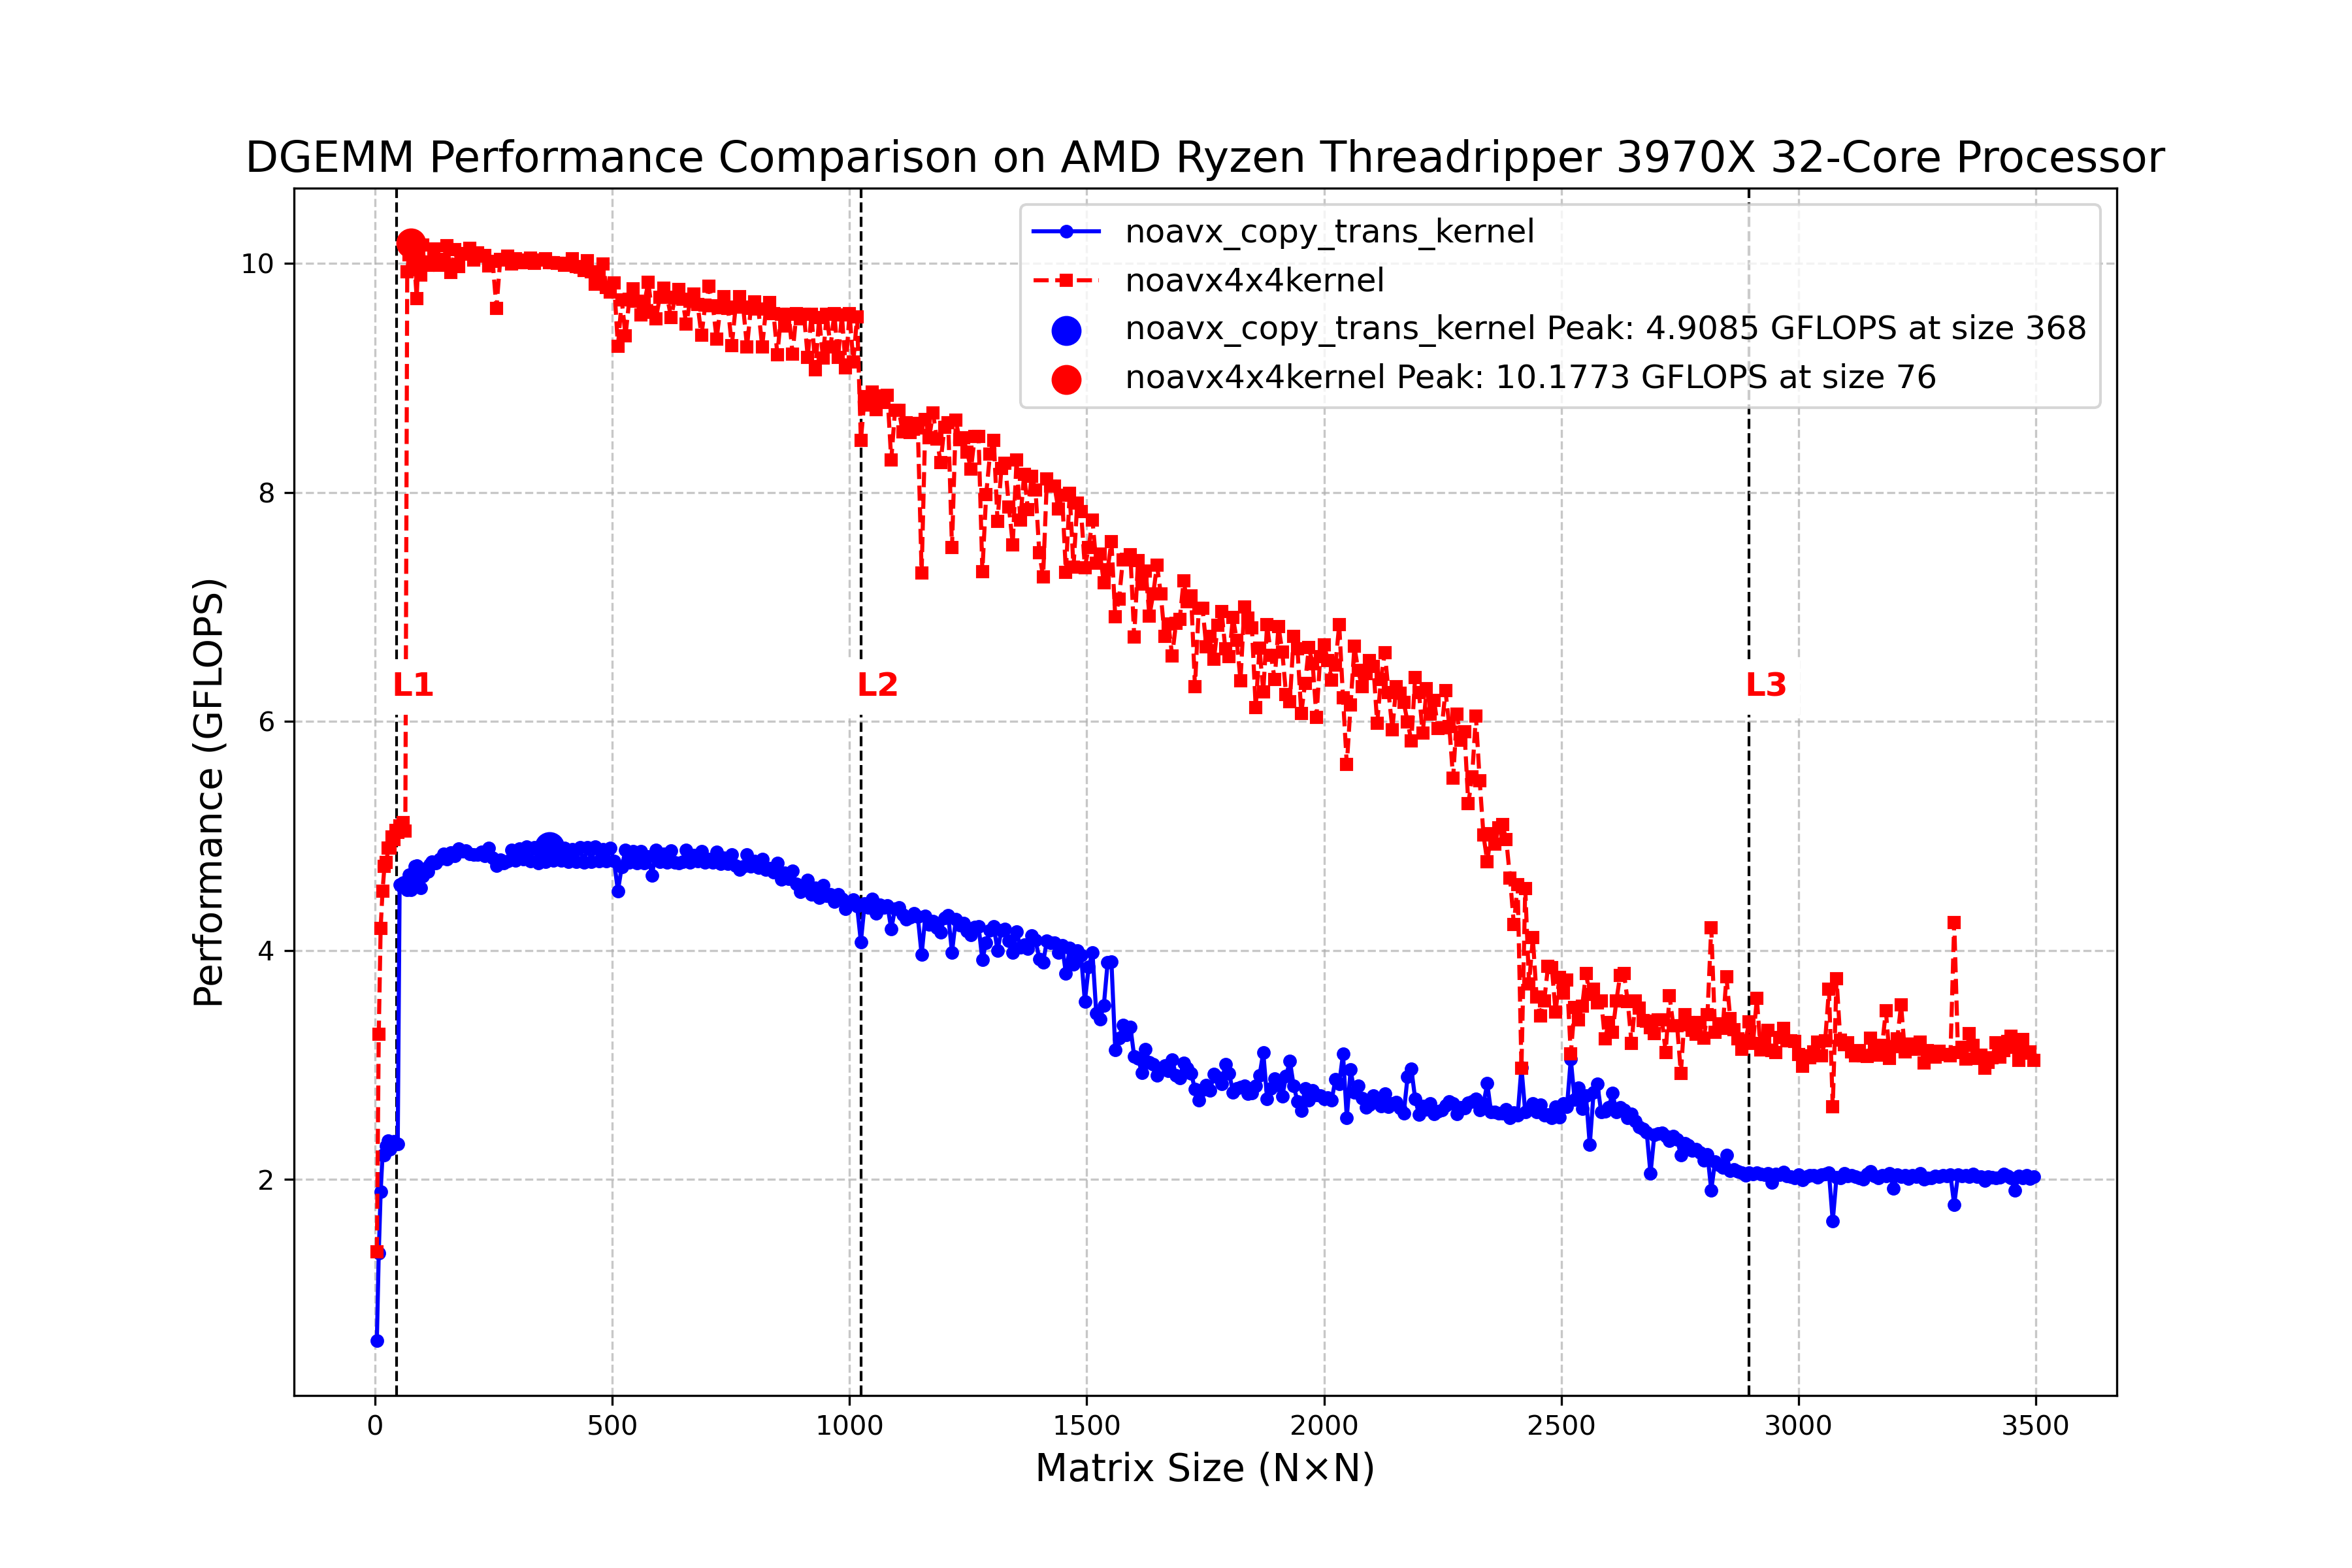 DGEMM Performance Comparison on AMD Ryzen Threadripper 3970X 32-Core Processor
noavx_copy_trans_kernel
noavx4x4kernel
noavx_copy_trans_kernel Peak: 4.9085 GFLOPS at size 368
noavx4x4kernel Peak: 10.1773 GFLOPS at size 76
Performance (GFLOPS)
10
8
6
4
2
L1
L2
L3
0
500
1000
1500
2000
2500
3000
3500
Matrix Size (N×N)